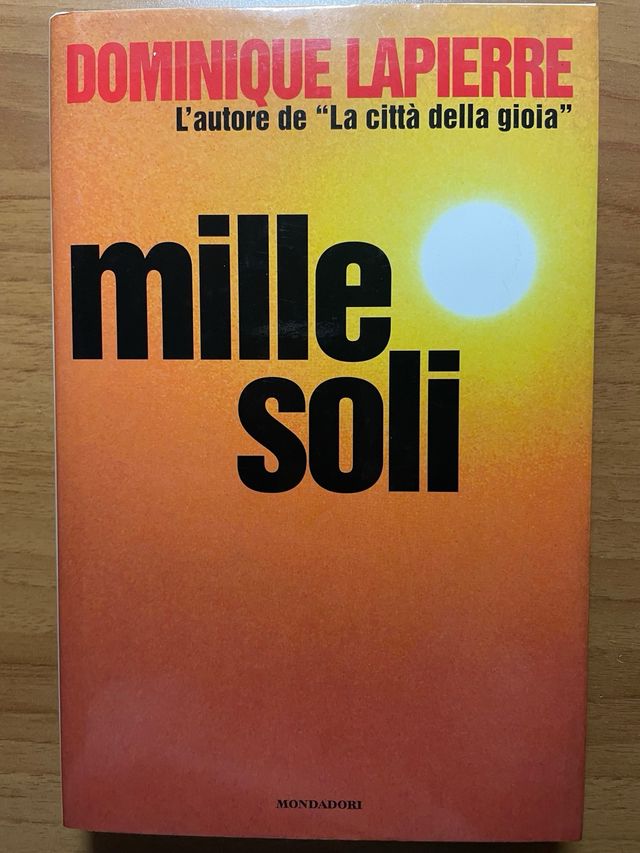 DOMINIQUE LAPIERRE
L'autore de “La città della gioia”
mille
soli
MONDADORI